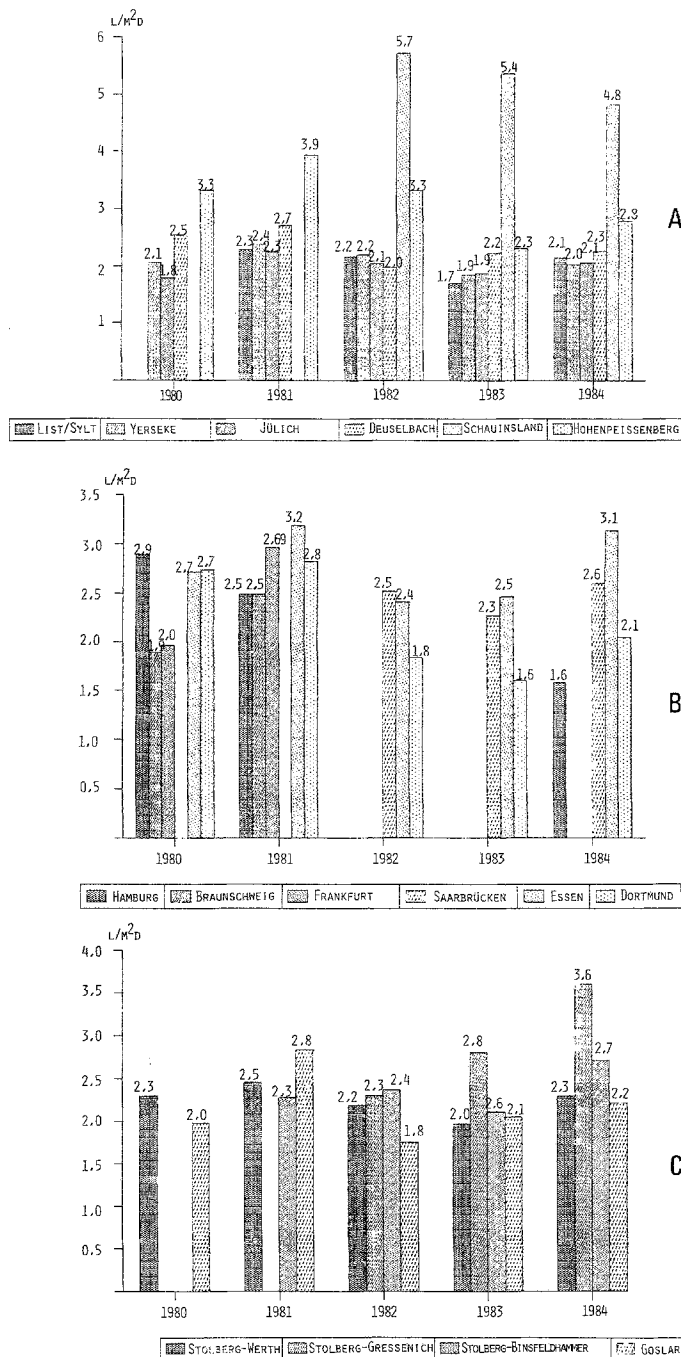 L/M²D
6
5
4
3
2
1
2,1 1,8 2,5 3,3
2,3 2,4 2,3 2,7 3,9
2,2 2,2 2,1 2,0 5,7 3,3
1,7 1,9 1,9 2,2 5,4 2,3
2,1 2,0 2,1 2,3 4,8 2,8
1980 1981 1982 1983 1984
A
LIST/SYLT YERSEKE JÜLICH DEUSELBACH SCHAUINSLAND HOHENPEISSENBERG
L/M²D
3.5
3.0
2.5
2.0
1.5
1.0
0.5
2,9 1,9 2,0 2,7 2,7
2,5 2,5 3,2 2,8
2,5 2,4 1,8
2,3 2,5 1,6
1,6 2,6 3,1 2,1
1980 1981 1982 1983 1984
B
HAMBURG BRAUNSCHWEIG FRANKFURT SAARBRÜCKEN ESSEN DORTMUND
L/M²D
4.0
3.5
3.0
2.5
2.0
1.5
1.0
0.5
2,3 2,0
2,5 2,3 2,8
2,2 2,3 2,4 1,8
2,0 2,8 2,6 2,1
2,3 3,6 2,7 2,2
1980 1981 1982 1983 1984
C
STOLBERG-WERTH STOLBERG-GRESSENICH STOLBERG-BINSFELDHAMMER GOSLAR